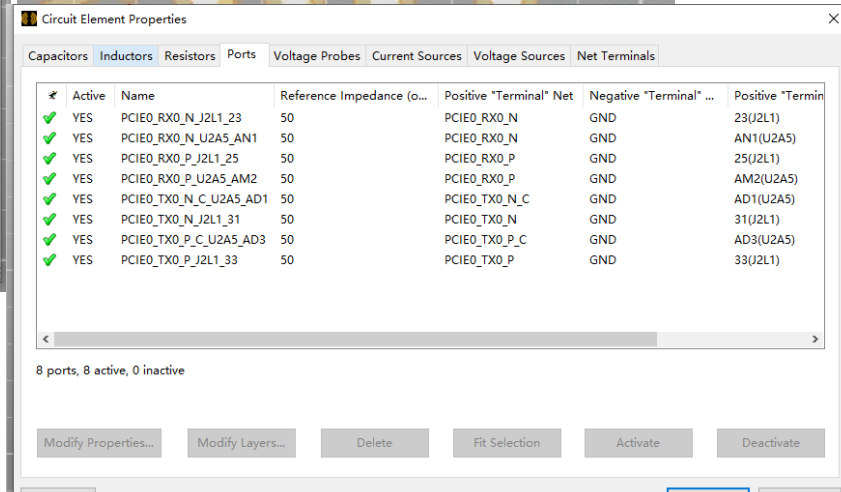 Circuit Element Properties
Capacitors Inductors Resistors Ports Voltage Probes Current Sources Voltage Sources Net Terminals
Active Name Reference Impedance (o... Positive "Terminal" Net Negative "Terminal" ... Positive "Termin
YES PCIE0_RX0_N_J2L1_23 50 PCIE0_RX0_N GND 23(J2L1)
YES PCIE0_RX0_N_U2A5_AN1 50 PCIE0_RX0_N GND AN1(U2A5)
YES PCIE0_RX0_P_J2L1_25 50 PCIE0_RX0_P GND 25(J2L1)
YES PCIE0_RX0_P_U2A5_AM2 50 PCIE0_RX0_P GND AM2(U2A5)
YES PCIE0_TX0_N_C_U2A5_AD1 50 PCIE0_TX0_N_C GND AD1(U2A5)
YES PCIE0_TX0_N_J2L1_31 50 PCIE0_TX0_N GND 31(J2L1)
YES PCIE0_TX0_P_C_U2A5_AD3 50 PCIE0_TX0_P_C GND AD3(U2A5)
YES PCIE0_TX0_P_J2L1_33 50 PCIE0_TX0_P GND 33(J2L1)
8 ports, 8 active, 0 inactive
Modify Properties... Modify Layers... Delete Fit Selection Activate Deactivate